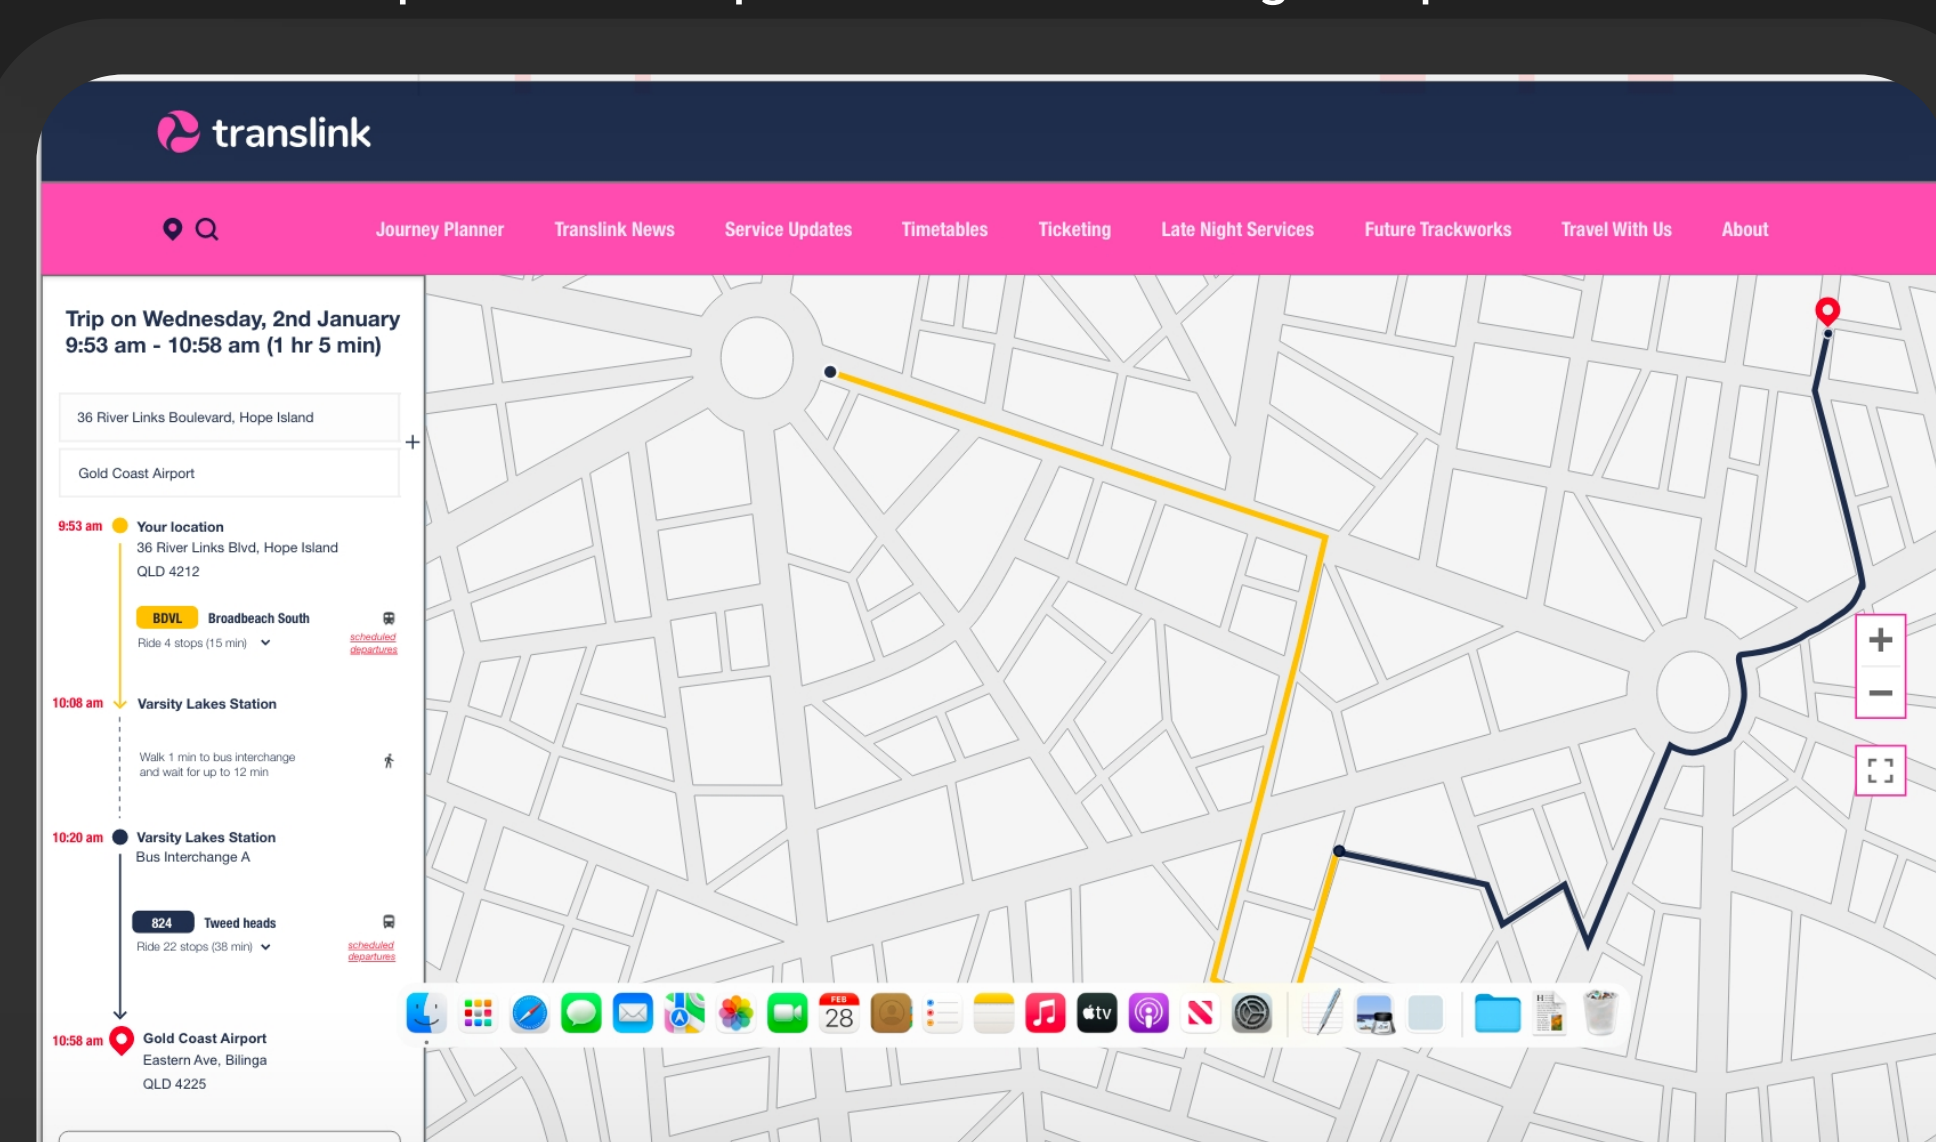 translink
Journey Planner Translink News Service Updates Timetables Ticketing Late Night Services Future Trackworks Travel With Us About
Trip on Wednesday, 2nd January
9:53 am - 10:58 am (1 hr 5 min)
36 River Links Boulevard, Hope Island
Gold Coast Airport
9:53 am Your location
36 River Links Blvd, Hope Island
QLD 4212
BDVL Broadbeach South
Ride 4 stops (15 min)
scheduled
departures
10:08 am Varsity Lakes Station
Walk 1 min to bus interchange
and wait for up to 12 min
10:20 am Varsity Lakes Station
Bus Interchange A
824 Tweed heads
Ride 22 stops (38 min)
scheduled
departures
FEB
28
tv
10:58 am Gold Coast Airport
Eastern Ave, Bilinga
QLD 4225